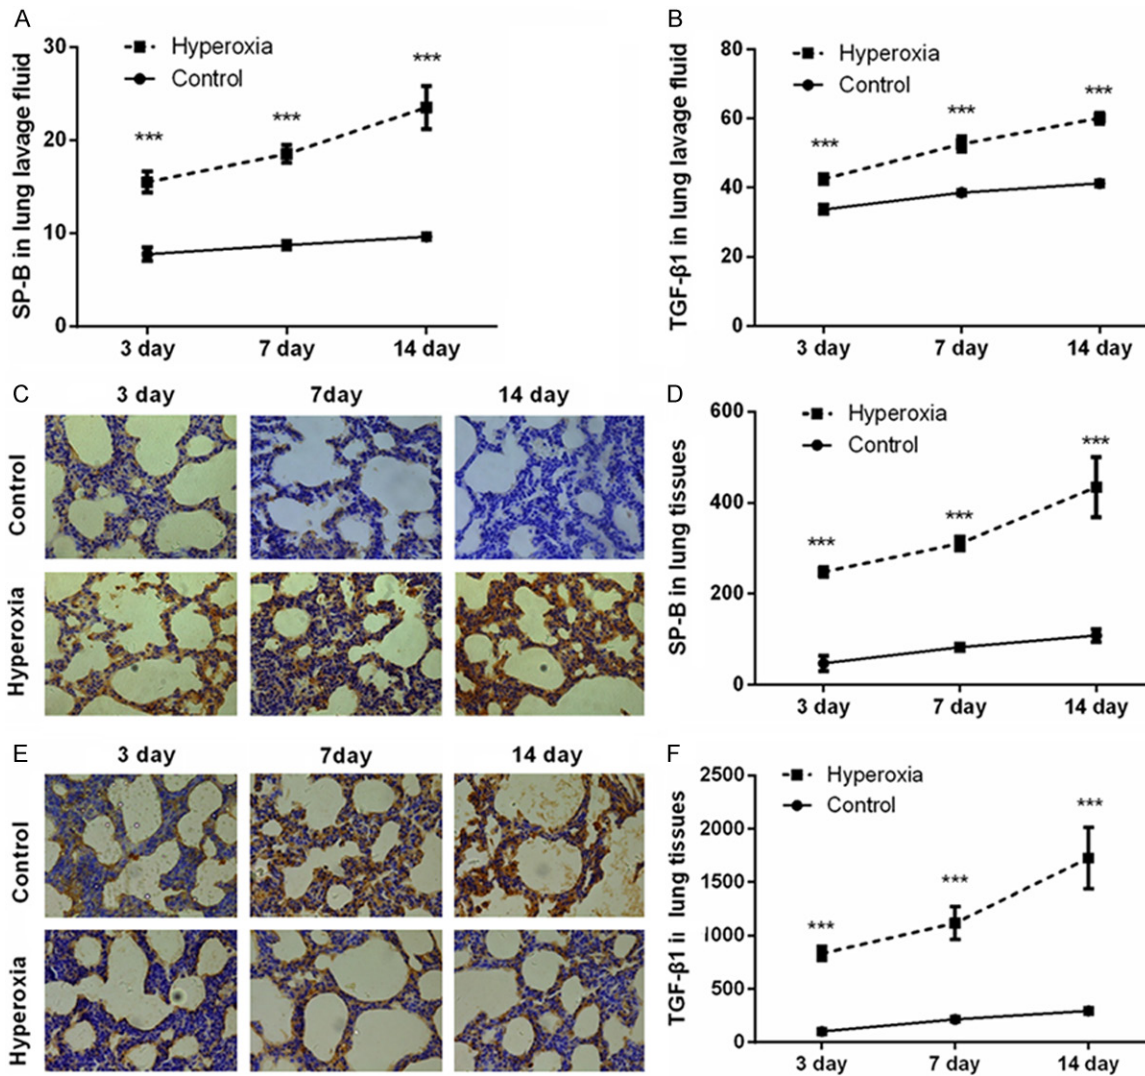 A
Hyperoxia
Control
SP-B in lung lavage fluid
30
20
10
0
***
***
***
3 day
7 day
14 day
B
Hyperoxia
Control
TGF-β1 in lung lavage fluid
80
60
40
20
0
***
***
***
3 day
7 day
14 day
C
3 day
7day
14 day
Control
Hyperoxia
D
Hyperoxia
Control
SP-B in lung tissues
600
400
200
0
***
***
***
3 day
7 day
14 day
E
3 day
7day
14 day
Control
Hyperoxia
F
Hyperoxia
Control
TGF-β1 iı lung tissues
2500
2000
1500
1000
500
0
***
***
***
3 day
7 day
14 day